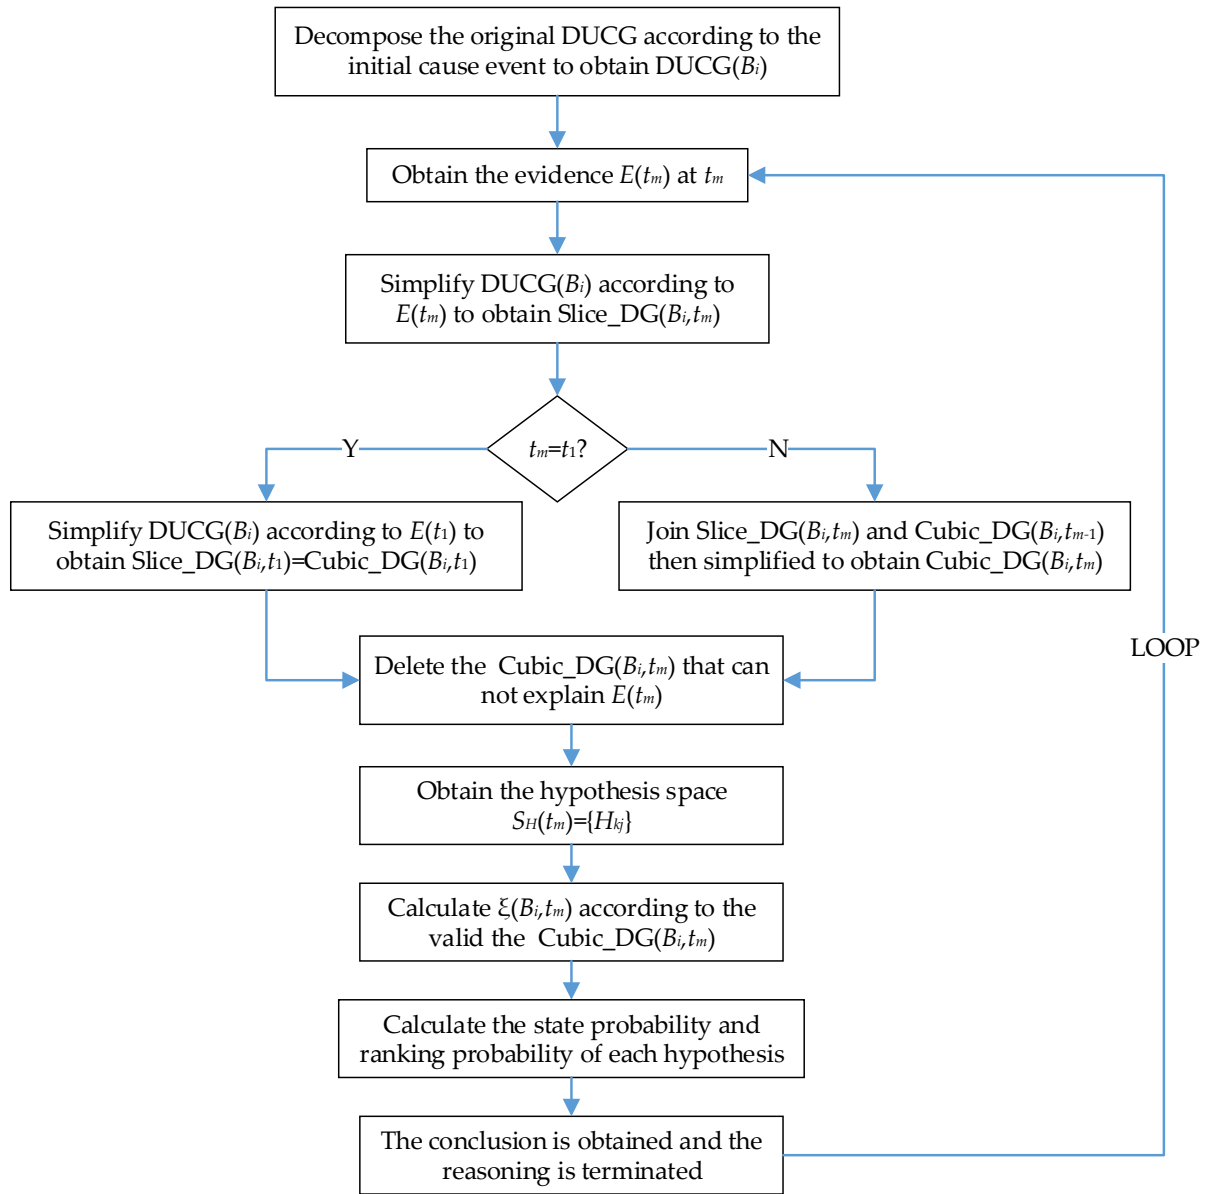 Decompose the original DUCG according to the
initial cause event to obtain DUCG(Bi)
Obtain the evidence E(tm) at tm
Simplify DUCG(Bi) according to
E(tm) to obtain Slice_DG(Bi,tm)
tm=t1?
Y
N
Simplify DUCG(Bi) according to E(t1) to
obtain Slice_DG(Bi,t1)=Cubic_DG(Bi,t1)
Join Slice_DG(Bi,tm) and Cubic_DG(Bi,tm-1)
then simplified to obtain Cubic_DG(Bi,tm)
LOOP
Delete the Cubic_DG(Bi,tm) that can
not explain E(tm)
Obtain the hypothesis space
SH(tm)={Hkj}
Calculate ξ(Bi,tm) according to the
valid the Cubic_DG(Bi,tm)
Calculate the state probability and
ranking probability of each hypothesis
The conclusion is obtained and the
reasoning is terminated